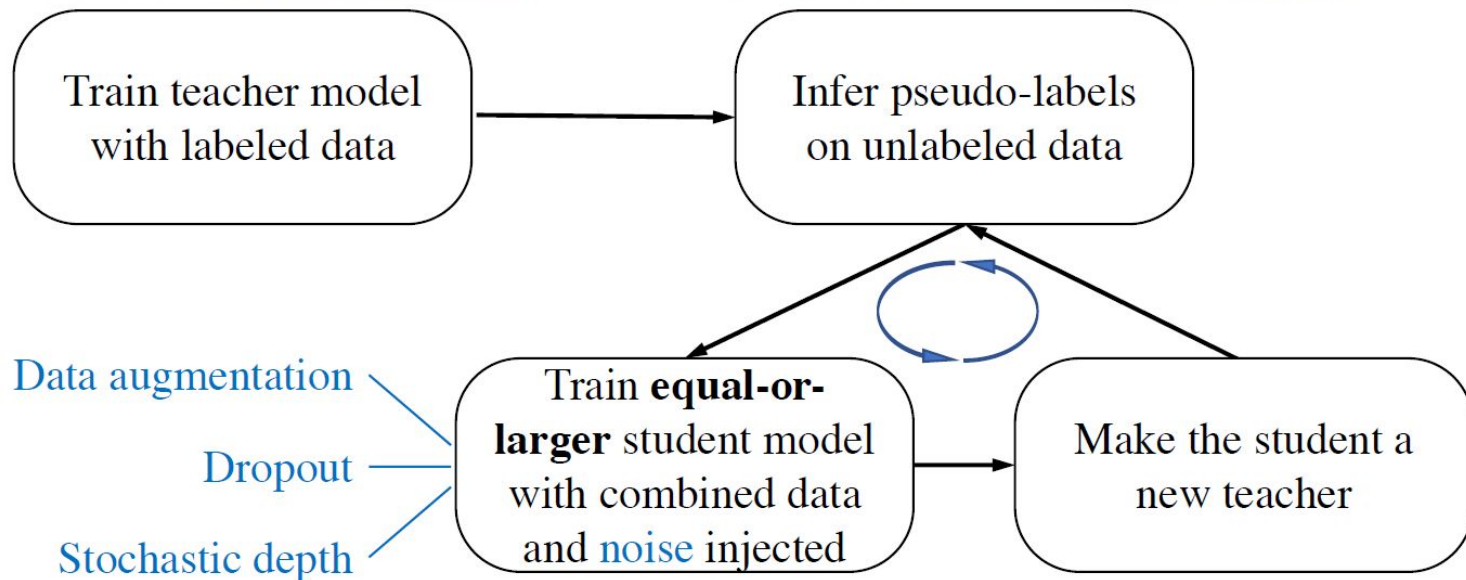 Train teacher model
with labeled data
Infer pseudo-labels
on unlabeled data
Data augmentation
Dropout
Stochastic depth
Train equal-or-
larger student model
with combined data
and noise injected
Make the student a
new teacher